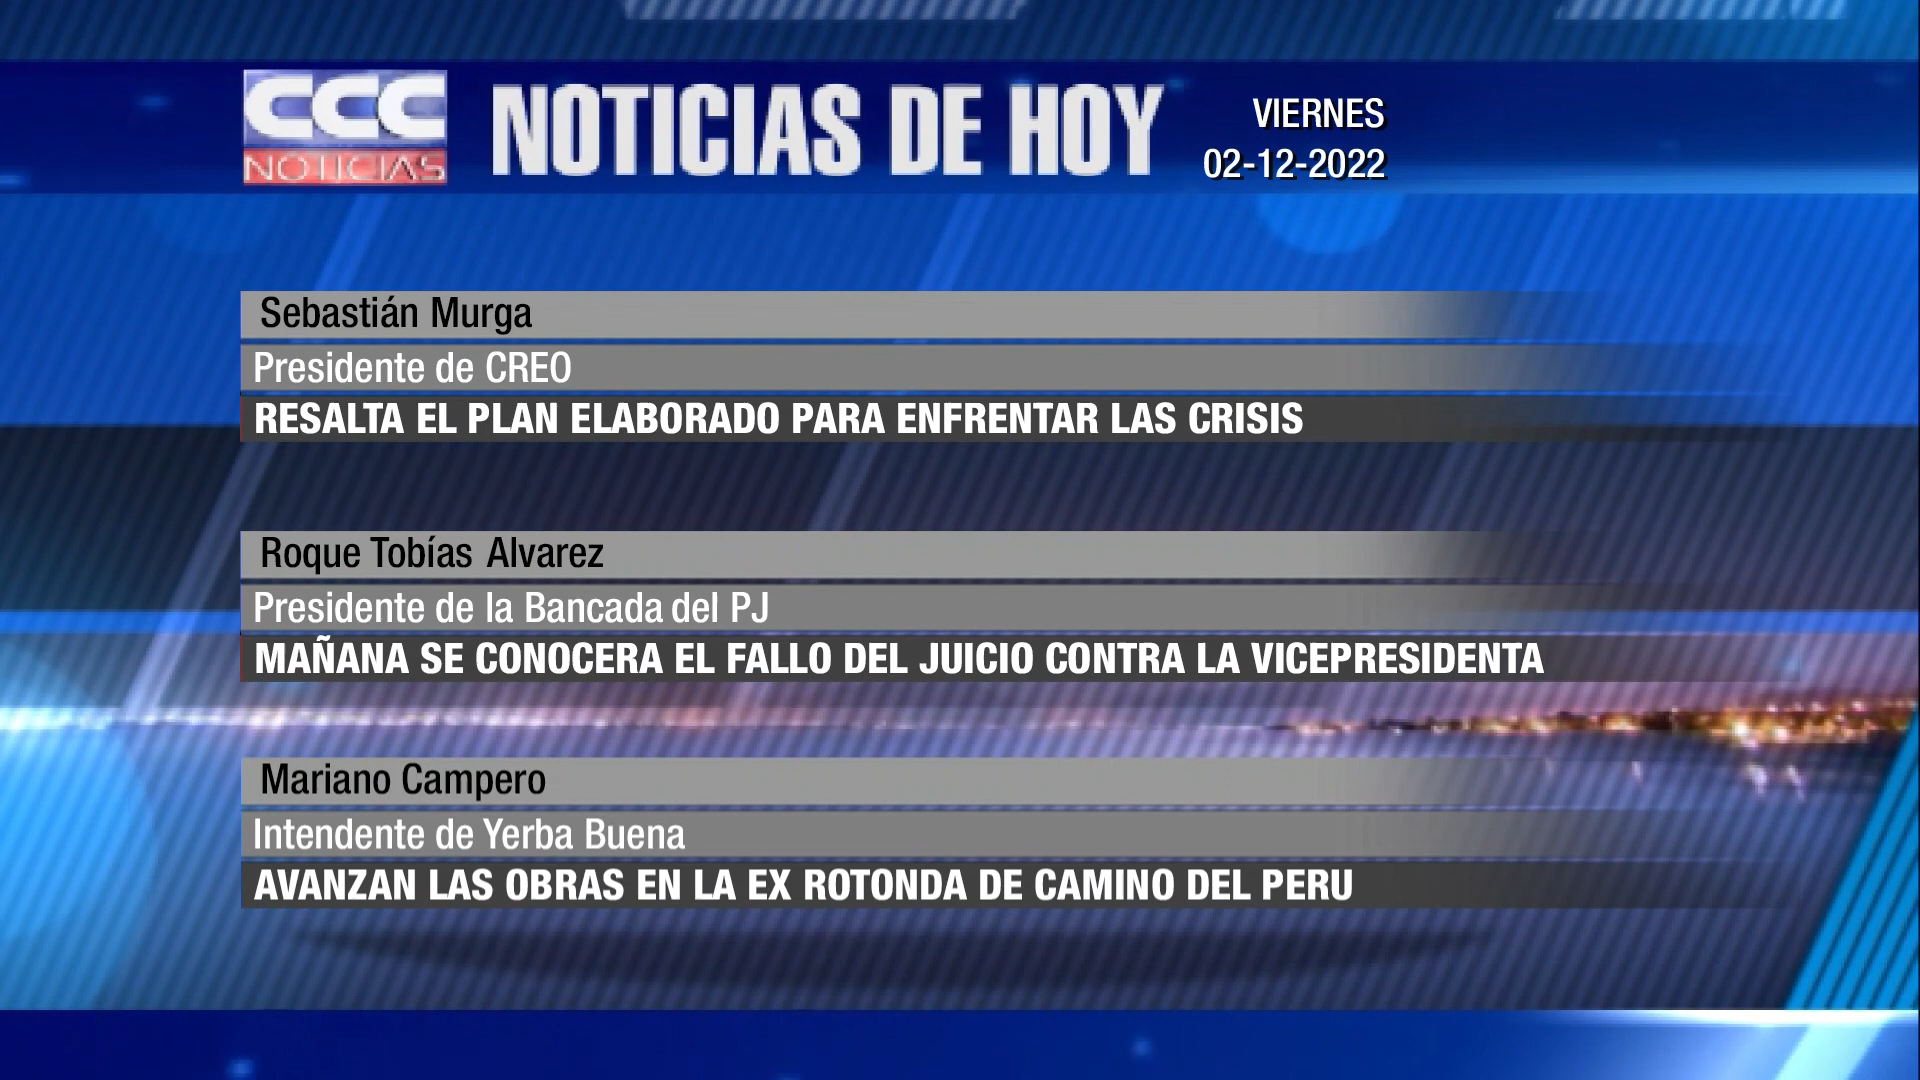 CCC
NOTICIAS
NOTICIAS DE HOY
VIERNES
02-12-2022
Sebastián Murga
Presidente de CREO
RESALTA EL PLAN ELABORADO PARA ENFRENTAR LAS CRISIS
Roque Tobías Alvarez
Presidente de la Bancada del PJ
MAÑANA SE CONOCERA EL FALLO DEL JUICIO CONTRA LA VICEPRESIDENTA
Mariano Campero
Intendente de Yerba Buena
AVANZAN LAS OBRAS EN LA EX ROTONDA DE CAMINO DEL PERU